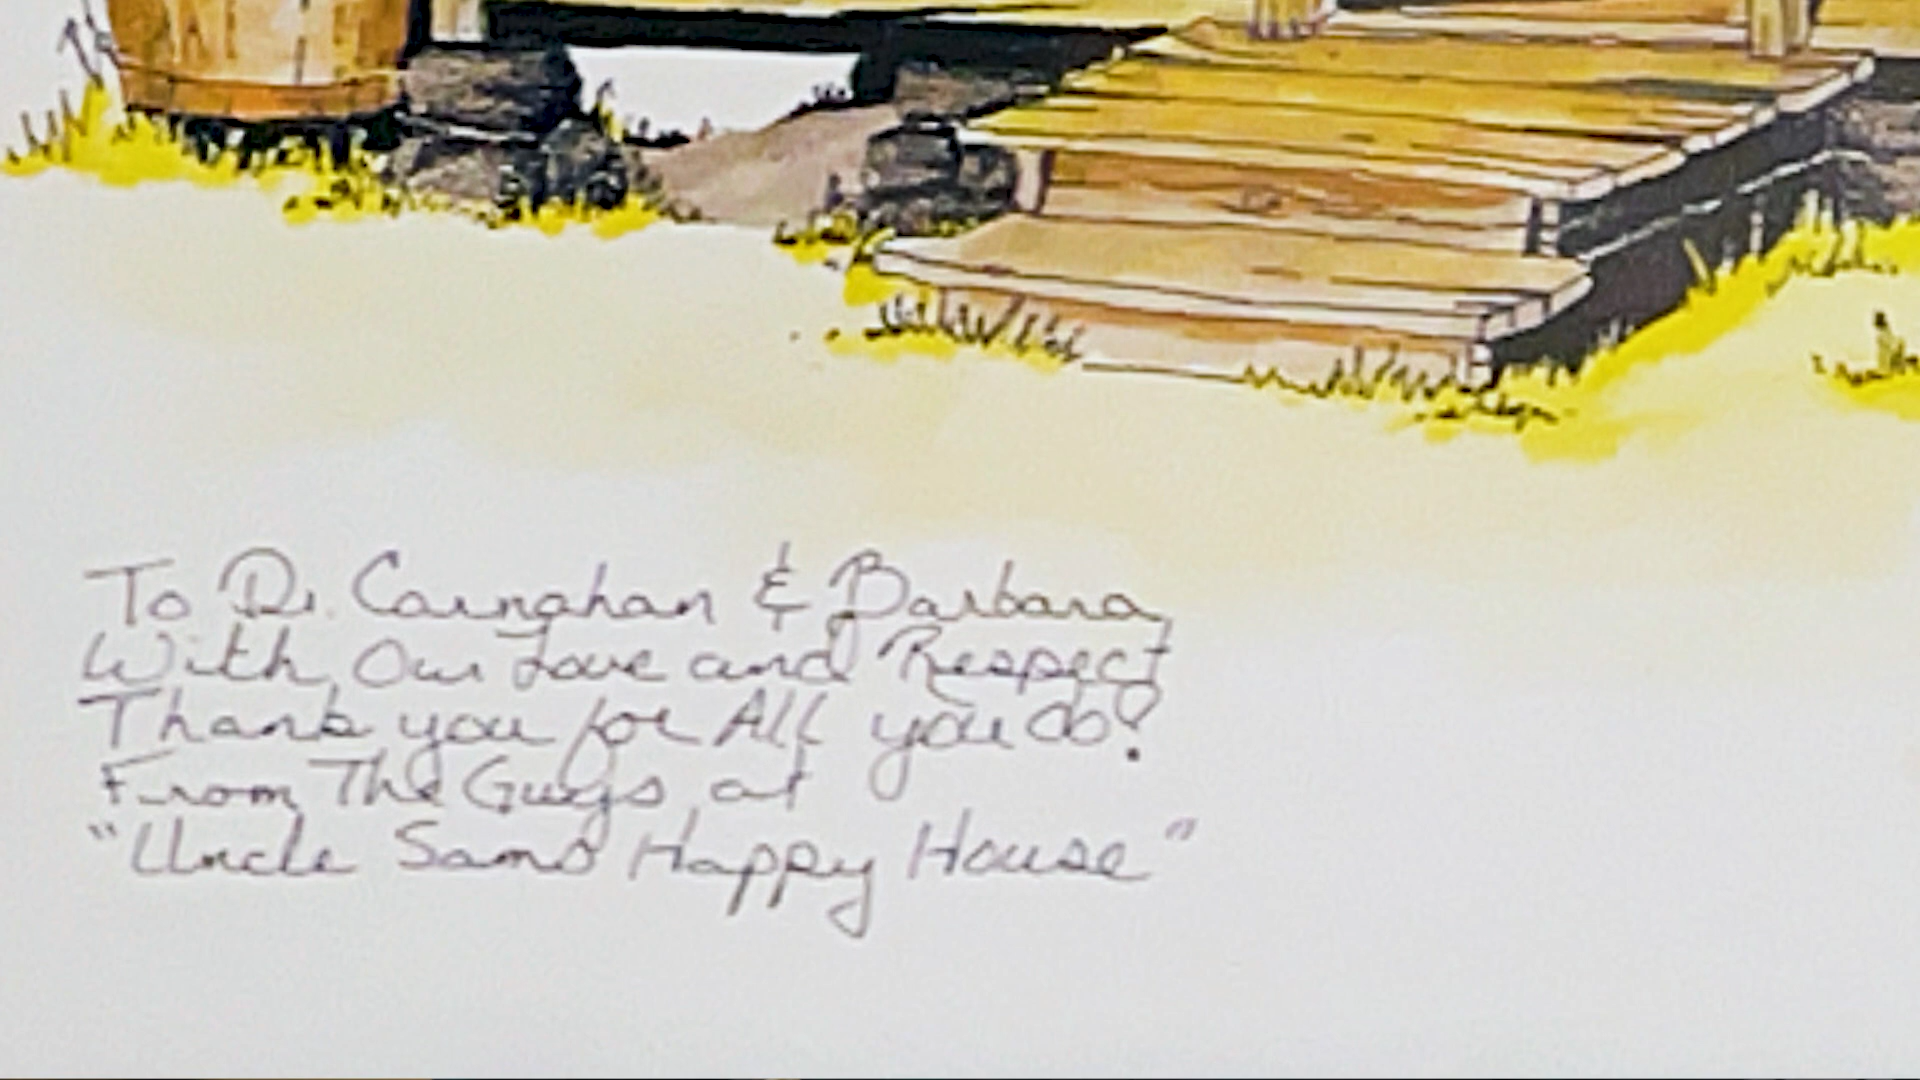 To Dr. Carnahan & Barbara,
With Our Love and Respect
Thank you for All you do!
From The Guys at
"Uncle Sams Happy House"